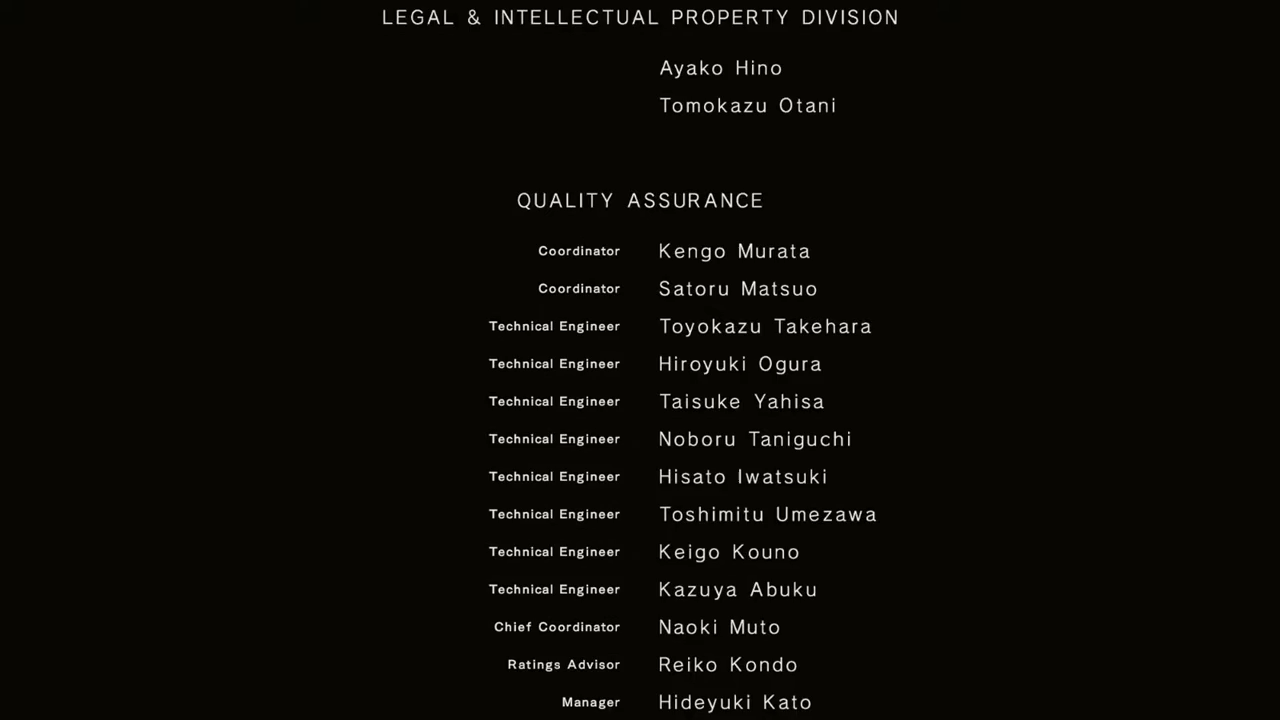 LEGAL & INTELLECTUAL PROPERTY DIVISION
Ayako Hino
Tomokazu Otani
QUALITY ASSURANCE
Coordinator Kengo Murata
Coordinator Satoru Matsuo
Technical Engineer Toyokazu Takehara
Technical Engineer Hiroyuki Ogura
Technical Engineer Taisuke Yahisa
Technical Engineer Noboru Taniguchi
Technical Engineer Hisato Iwatsuki
Technical Engineer Toshimitu Umezawa
Technical Engineer Keigo Kouno
Technical Engineer Kazuya Abuku
Chief Coordinator Naoki Muto
Ratings Advisor Reiko Kondo
Manager Hideyuki Kato